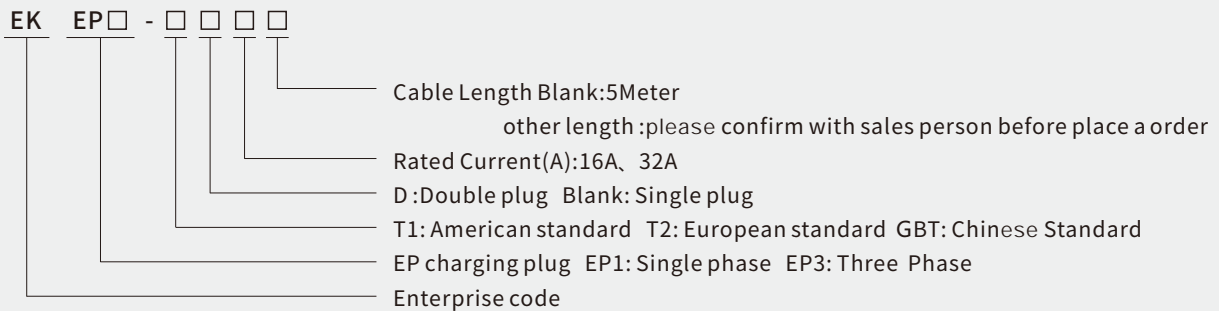 EK EP□ - □ □ □ □
Cable Length Blank:5Meter
other length :please confirm with sales person before place a order
Rated Current(A):16A、32A
D :Double plug Blank: Single plug
T1: American standard T2: European standard GBT: Chinese Standard
EP charging plug EP1: Single phase EP3: Three Phase
Enterprise code